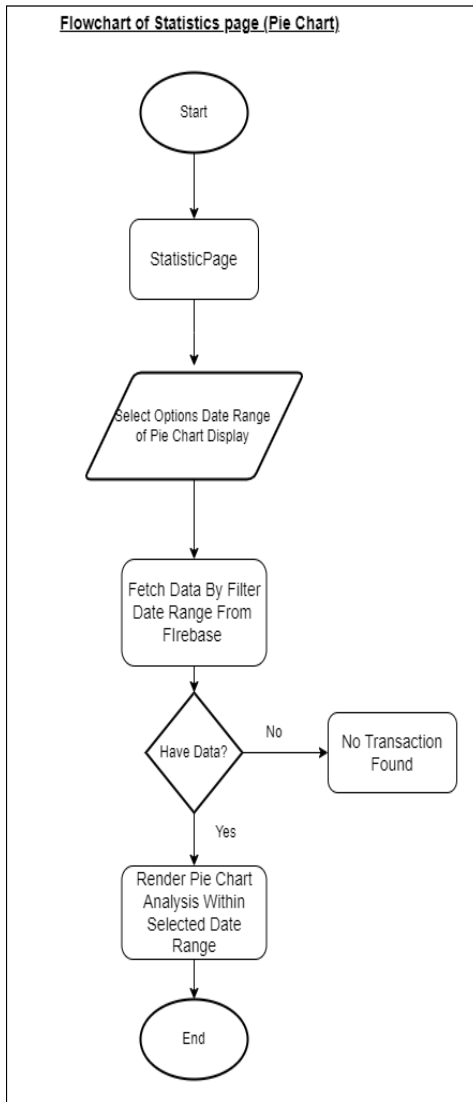 Flowchart of Statistics page (Pie Chart)
Start
StatisticPage
Select Options Date Range
of Pie Chart Display
Fetch Data By Filter
Date Range From
FIrebase
Have Data?
No
No Transaction
Found
Yes
Render Pie Chart
Analysis Within
Selected Date
Range
End